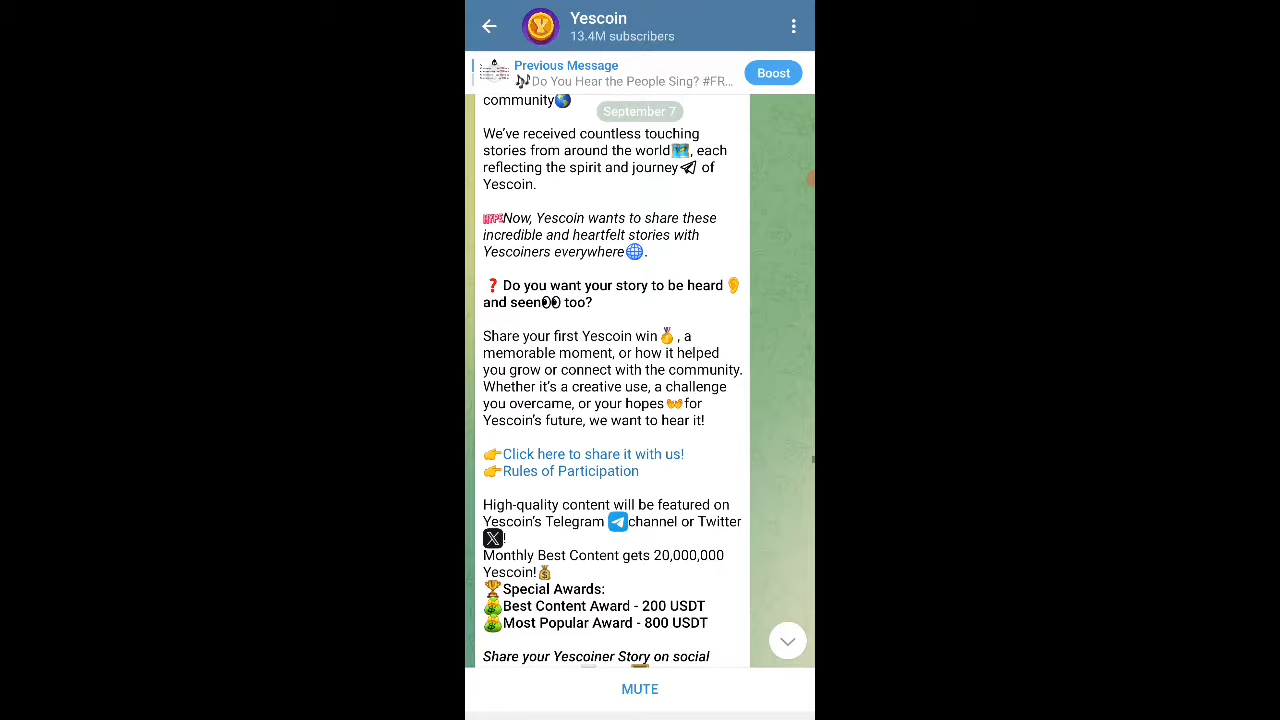 Yescoin
13.4M subscribers
Previous Message
🎶Do You Hear the People Sing? #FR...
Boost
community🌍
September 7
We've received countless touching
stories from around the world🗺️, each
reflecting the spirit and journey of
Yescoin.
HYPE Now, Yescoin wants to share these
incredible and heartfelt stories with
Yescoiners everywhere🌐.
❓Do you want your story to be heard👂
and seen👀 too?
Share your first Yescoin win🥇, a
memorable moment, or how it helped
you grow or connect with the community.
Whether it's a creative use, a challenge
you overcame, or your hopes👐for
Yescoin's future, we want to hear it!
👉Click here to share it with us!
👉Rules of Participation
High-quality content will be featured on
Yescoin's Telegram channel or Twitter
X!
Monthly Best Content gets 20,000,000
Yescoin!💰
🏆Special Awards:
💰Best Content Award - 200 USDT
💰Most Popular Award - 800 USDT
Share your Yescoiner Story on social
MUTE